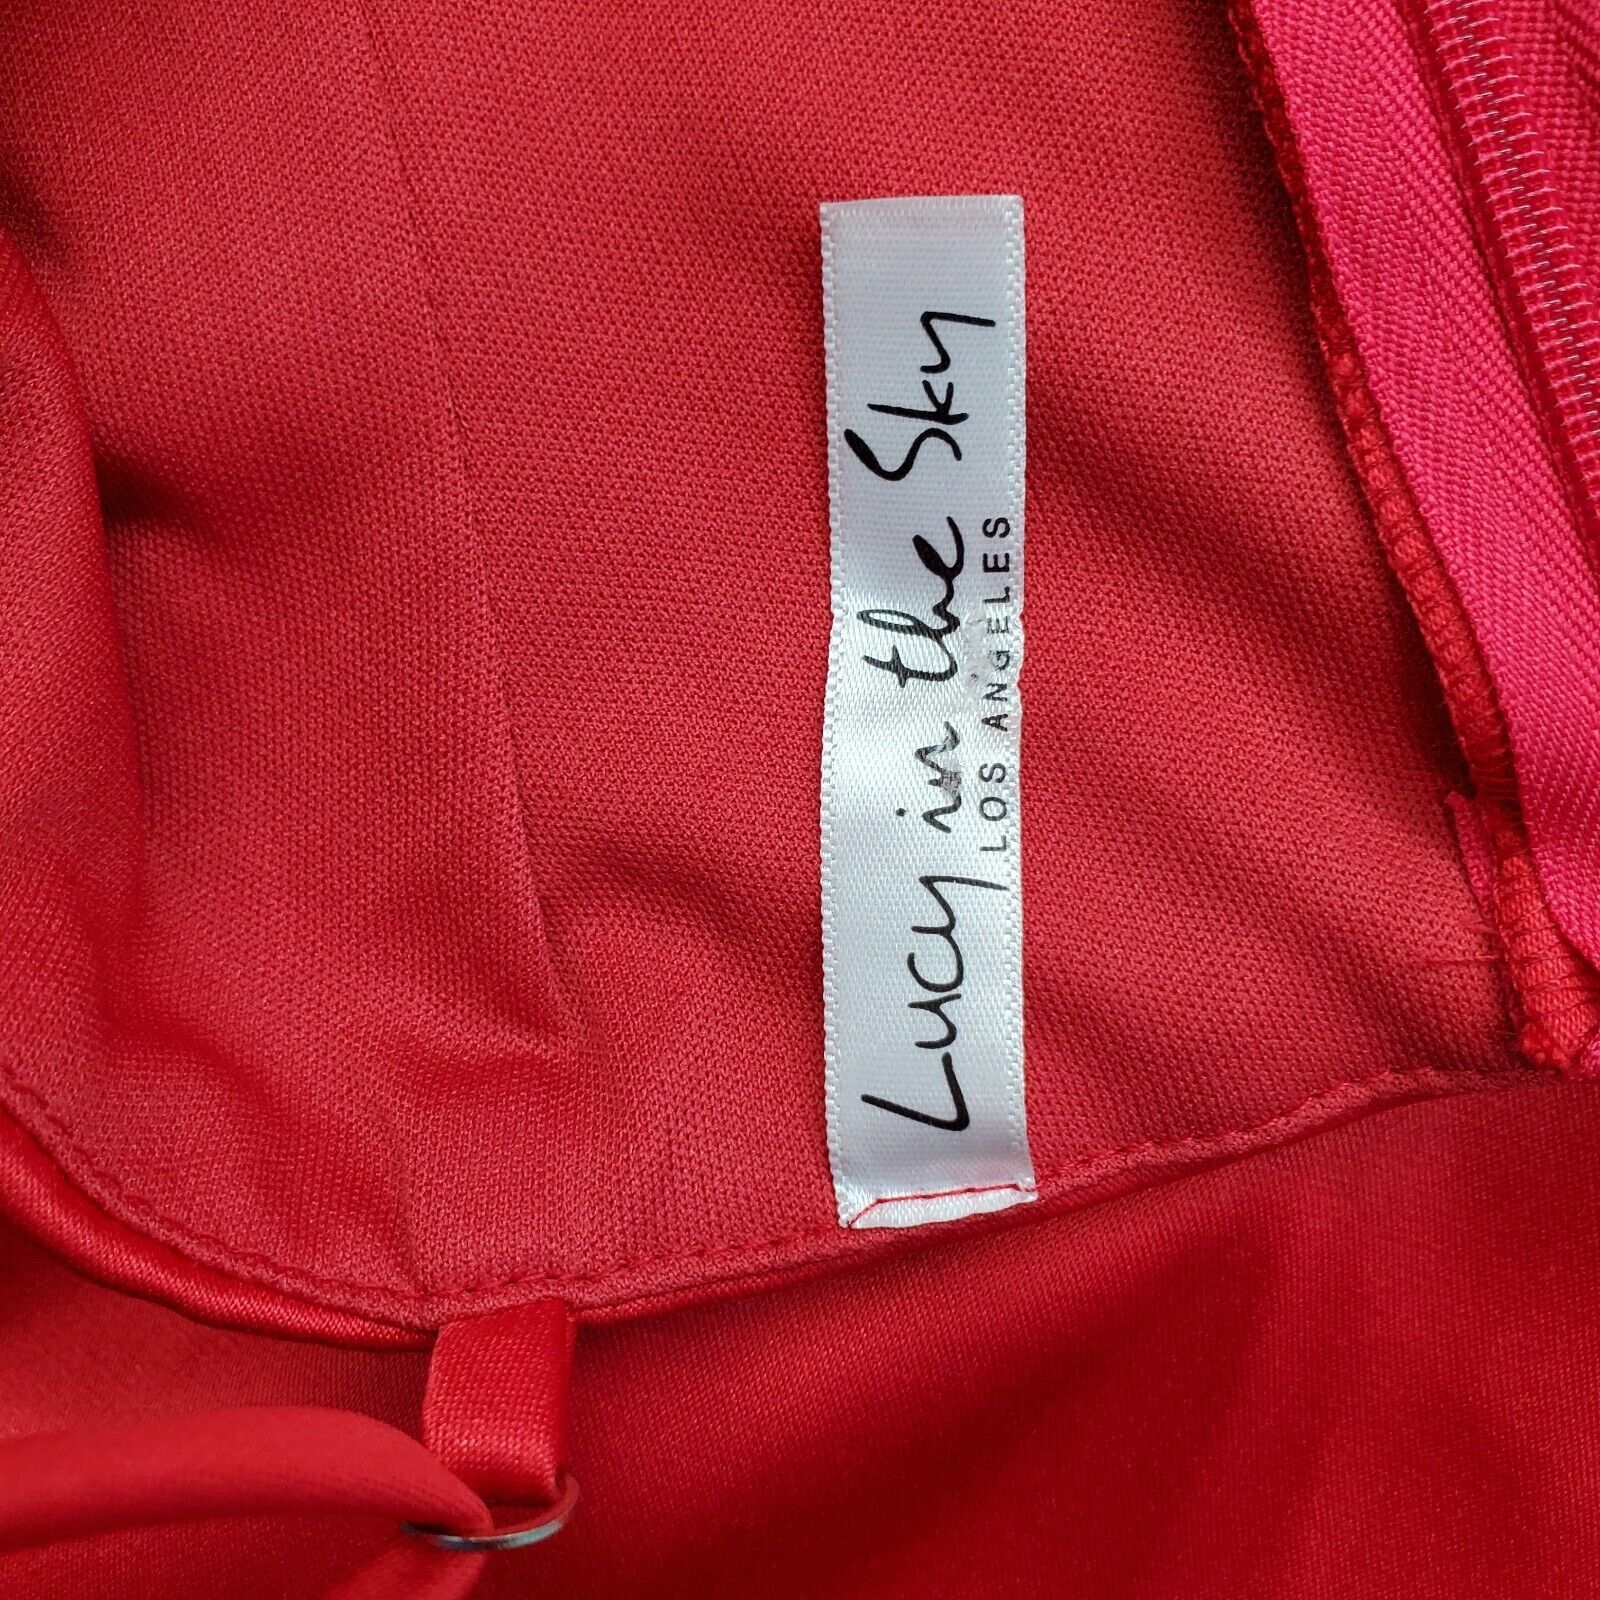 Lucy in the Sky
LOS ANGELES